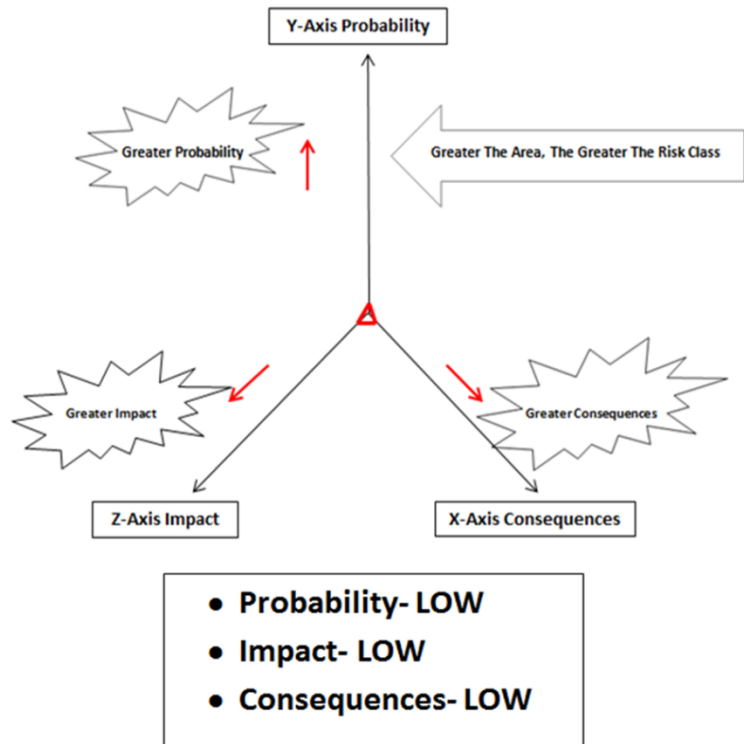 Y-Axis Probability
Greater Probability
Greater The Area, The Greater The Risk Class
Greater Impact
Greater Consequences
Z-Axis Impact
X-Axis Consequences
• Probability- LOW
• Impact- LOW
• Consequences- LOW